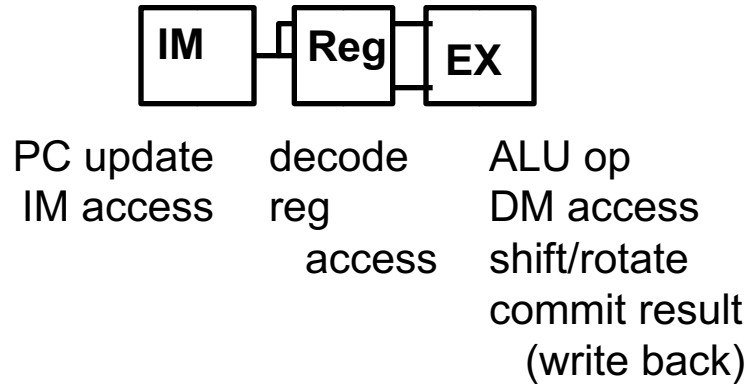 IM Reg EX
PC update decode ALU op
IM access reg DM access
access shift/rotate
commit result
(write back)